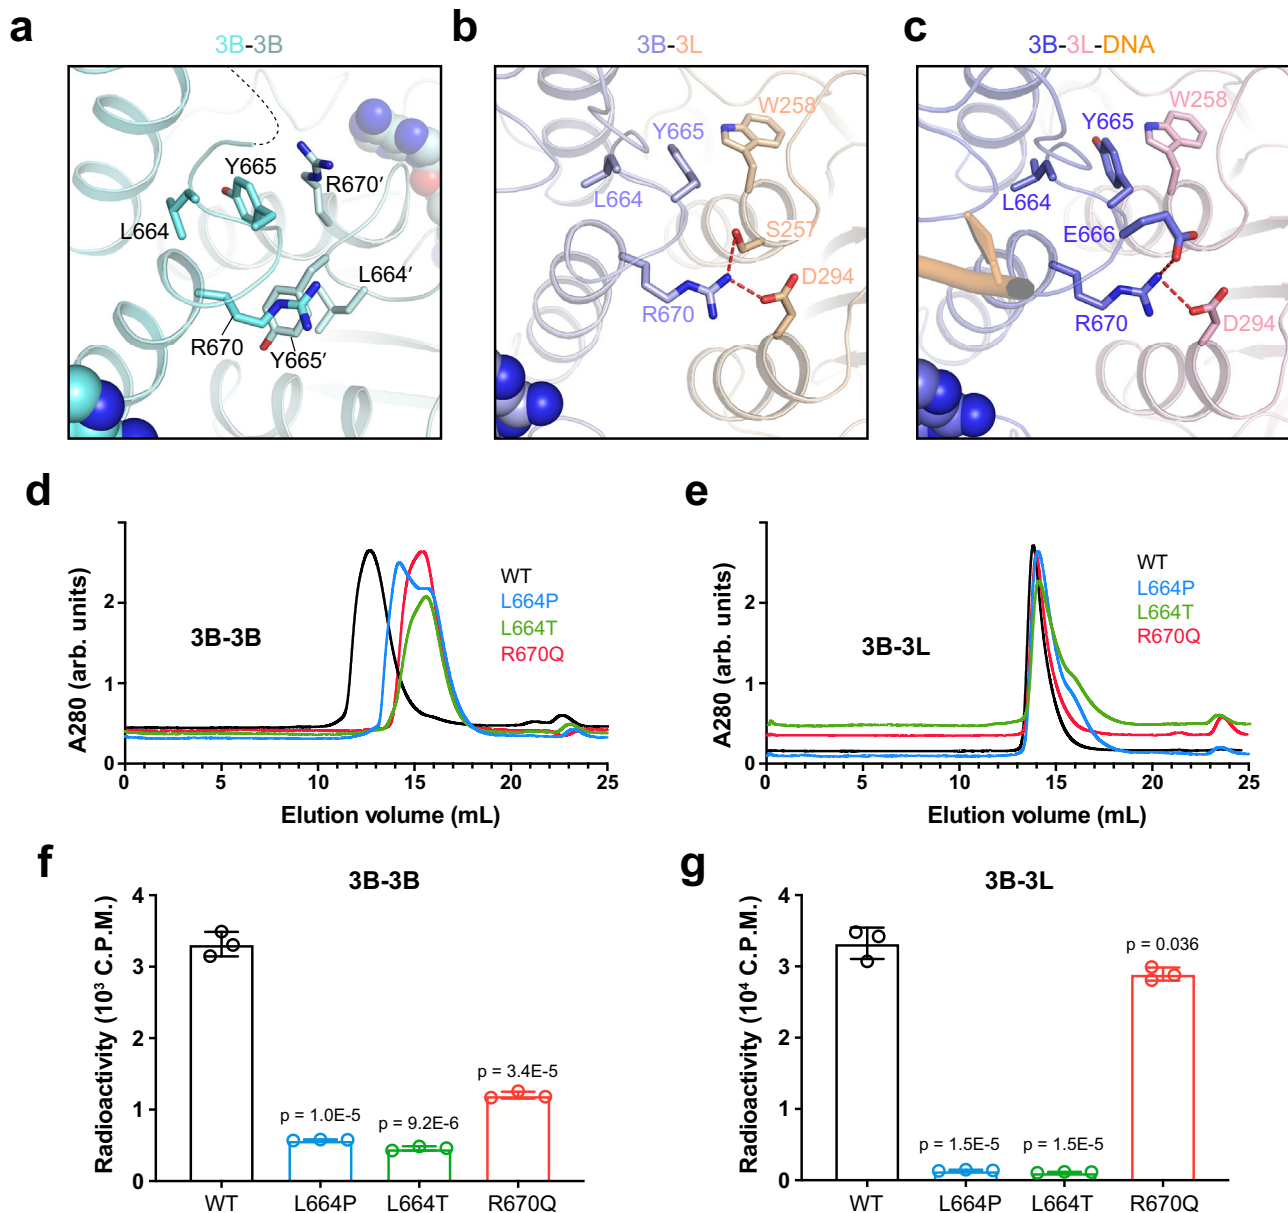 a
3B-3B
Y665
R670′
L664
L664′
R670
Y665′
b
3B-3L
W258
Y665
L664
S257
D294
R670
c
3B-3L-DNA
W258
Y665
L664
E666
R670
D294
d
A280 (arb. units)
2
1
0
3B-3B
WT
L664P
L664T
R670Q
0 5 10 15 20 25
Elution volume (mL)
e
A280 (arb. units)
2
1
0
3B-3L
WT
L664P
L664T
R670Q
0 5 10 15 20 25
Elution volume (mL)
f
3B-3B
Radioactivity (10³ C.P.M.)
4
3
2
1
0
p = 1.0E-5
p = 9.2E-6
p = 3.4E-5
WT L664P L664T R670Q
g
3B-3L
Radioactivity (10⁴ C.P.M.)
4
3
2
1
0
p = 1.5E-5
p = 1.5E-5
p = 0.036
WT L664P L664T R670Q